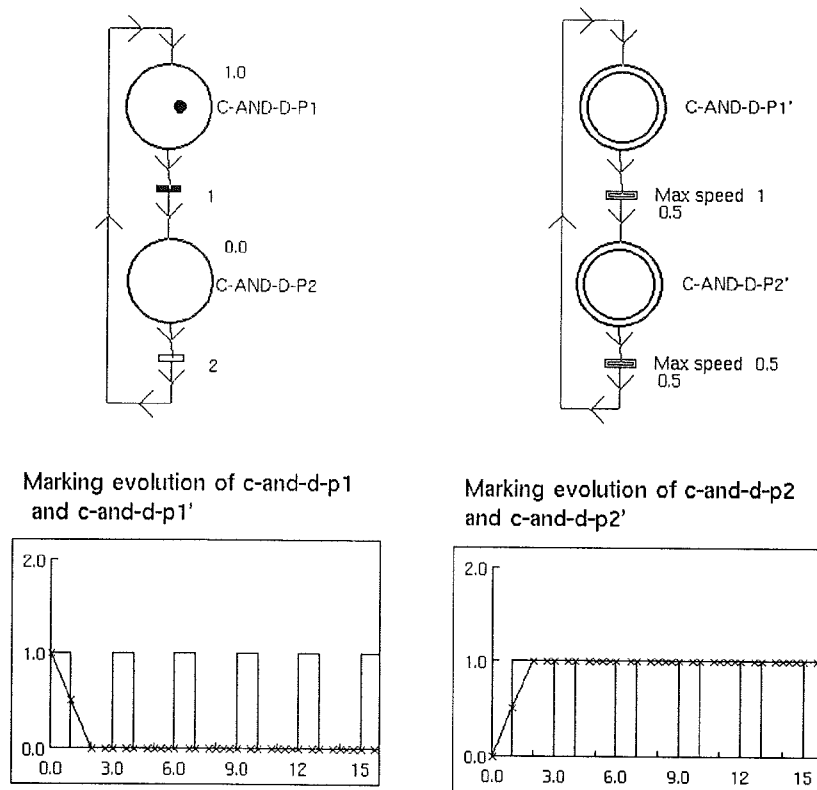 1.0
C-AND-D-P1
1
0.0
C-AND-D-P2
2
C-AND-D-P1'
Max speed 1
0.5
C-AND-D-P2'
Max speed 0.5
0.5
Marking evolution of c-and-d-p1
and c-and-d-p1'
2.0
1.0
0.0
0.0 3.0 6.0 9.0 12 15
Marking evolution of c-and-d-p2
and c-and-d-p2'
2.0
1.0
0.0
0.0 3.0 6.0 9.0 12 15